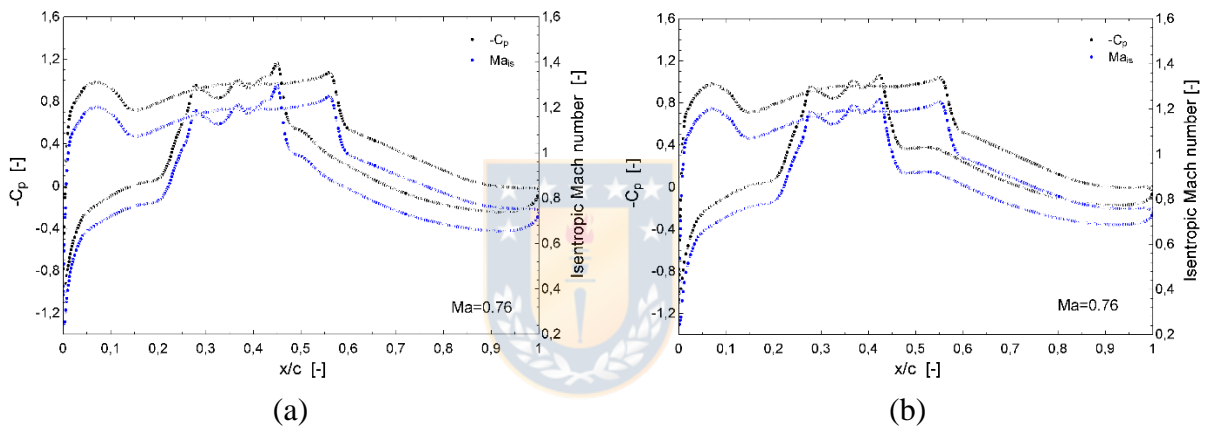 1,6
1,2
0,8
0,4
0
-0,4
-0,8
-1,2
-Cp [-]
0 0,1 0,2 0,3 0,4 0,5 0,6 0,7 0,8 0,9 1
x/c [-]
1,6
1,4
1,2
1
0,8
0,6
0,4
0,2
Isentropic Mach number [-]
-Cp
Ma_is
Ma=0.76
(a)
1,6
1,2
0,8
0,4
0
-0,4
-0,8
-1,2
-Cp [-]
0 0,1 0,2 0,3 0,4 0,5 0,6 0,7 0,8 0,9 1
x/c [-]
1,6
1,4
1,2
1
0,8
0,6
0,4
0,2
Isentropic Mach number [-]
-Cp
Ma_is
Ma=0.76
(b)